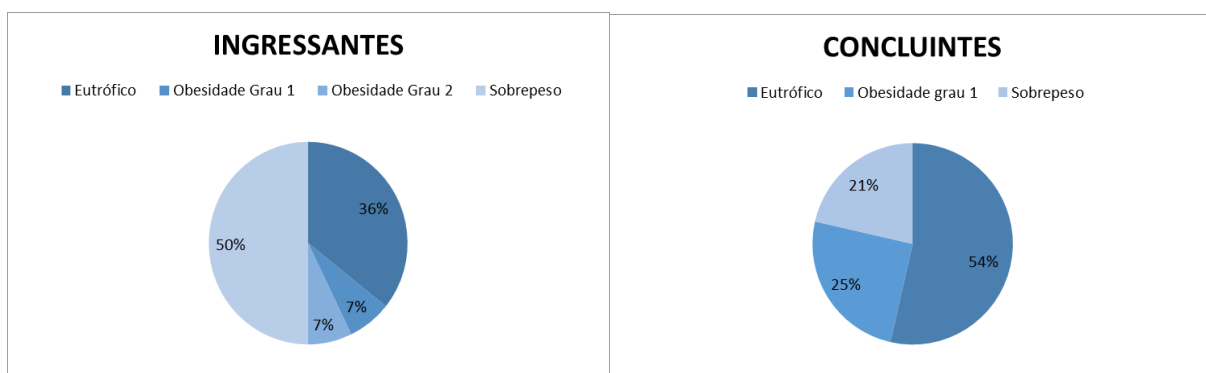 INGRESSANTES
Eutrófico Obesidade Grau 1 Obesidade Grau 2 Sobrepeso
36%
50%
7%
7%
CONCLUINTES
Eutrófico Obesidade grau 1 Sobrepeso
21%
54%
25%